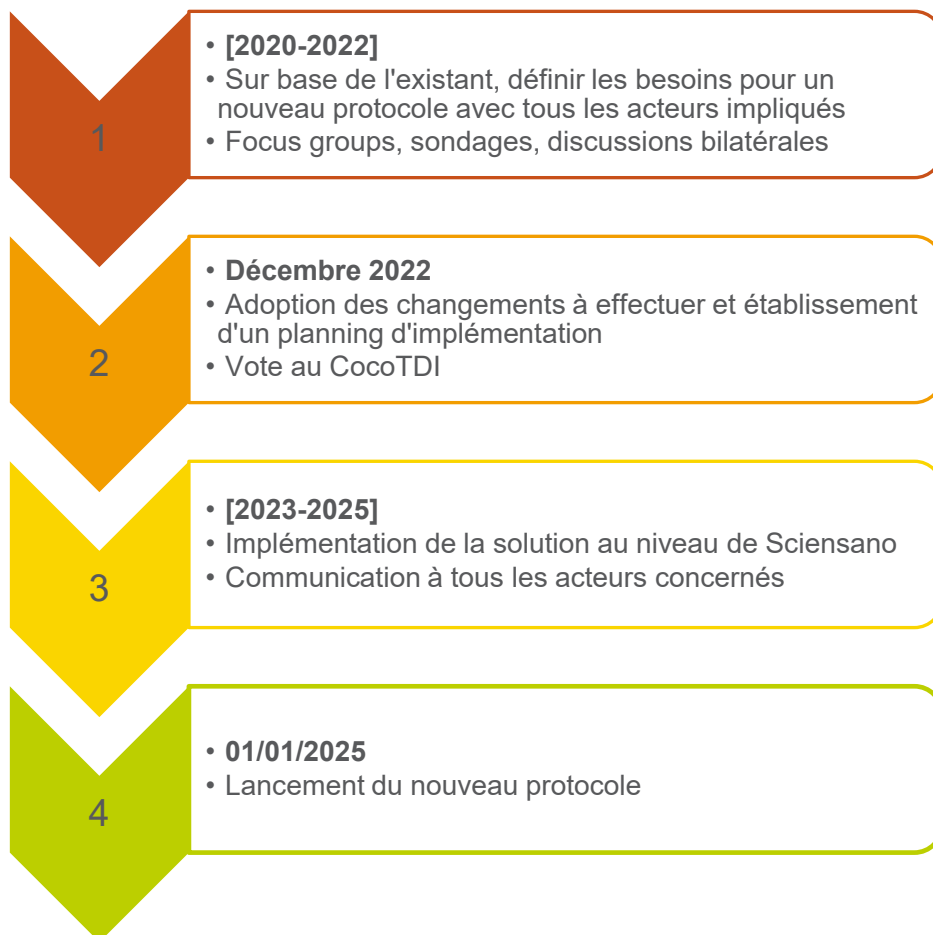 1
• [2020-2022]
• Sur base de l'existant, définir les besoins pour un
nouveau protocole avec tous les acteurs impliqués
• Focus groups, sondages, discussions bilatérales
2
• Décembre 2022
• Adoption des changements à effectuer et établissement
d'un planning d'implémentation
• Vote au CocoTDI
3
• [2023-2025]
• Implémentation de la solution au niveau de Sciensano
• Communication à tous les acteurs concernés
4
• 01/01/2025
• Lancement du nouveau protocole